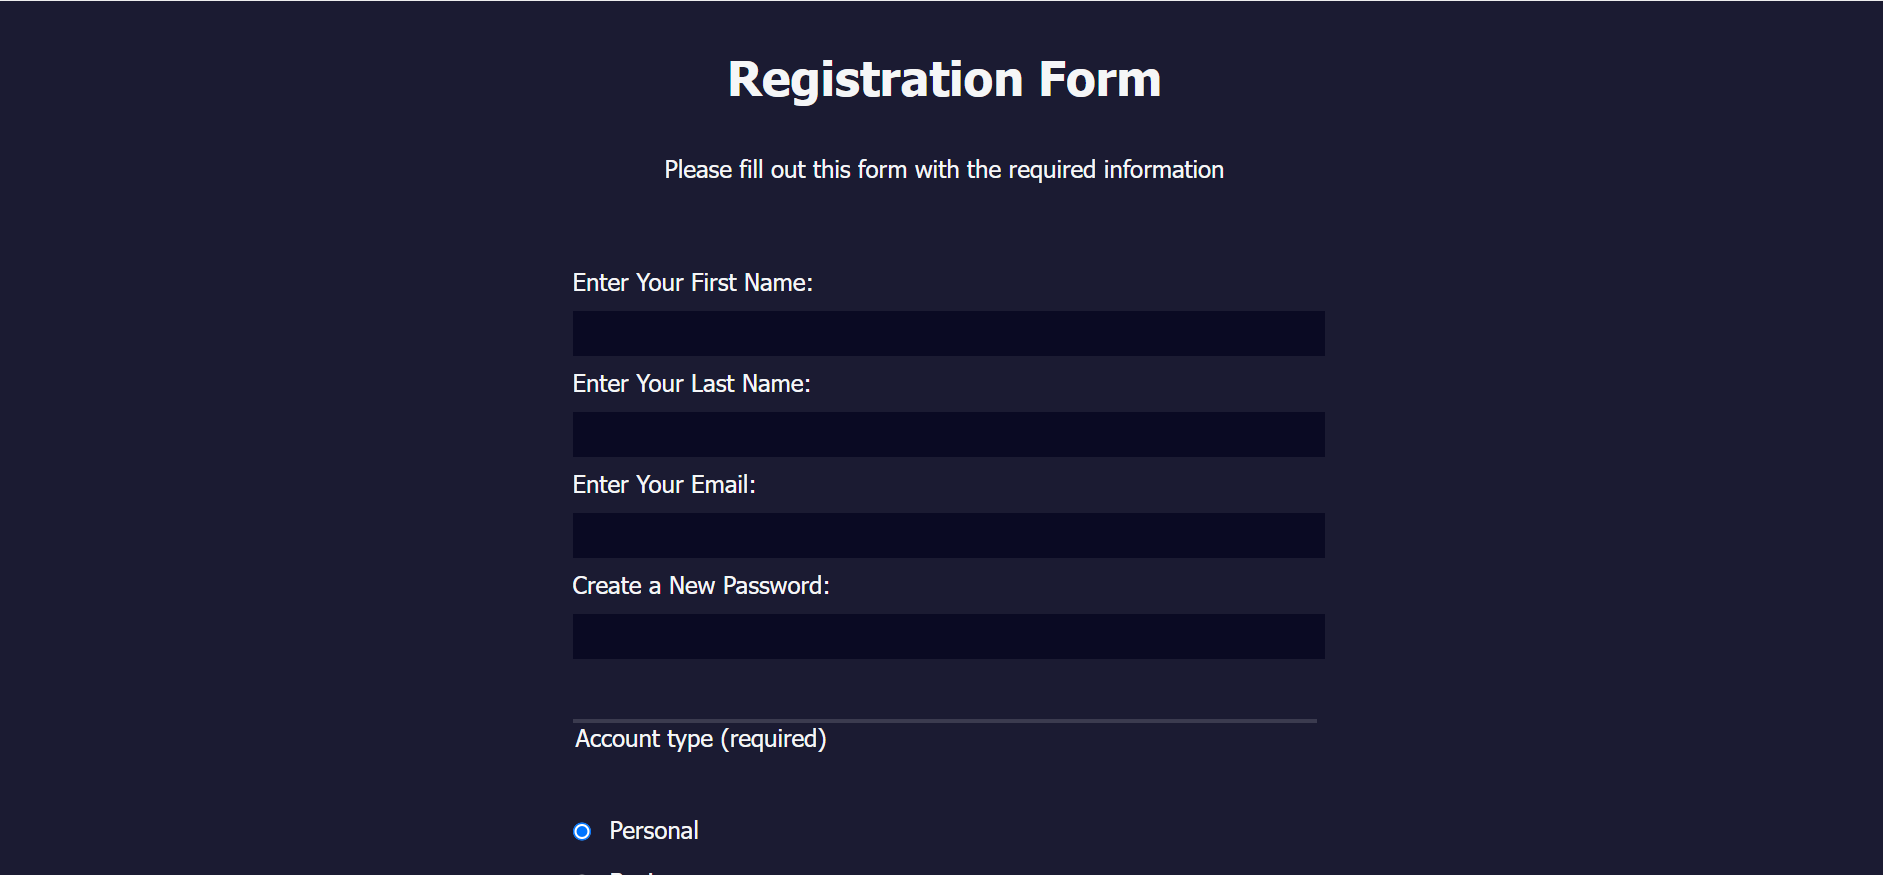 Registration Form
Please fill out this form with the required information
Enter Your First Name:
Enter Your Last Name:
Enter Your Email:
Create a New Password:
Account type (required)
Personal